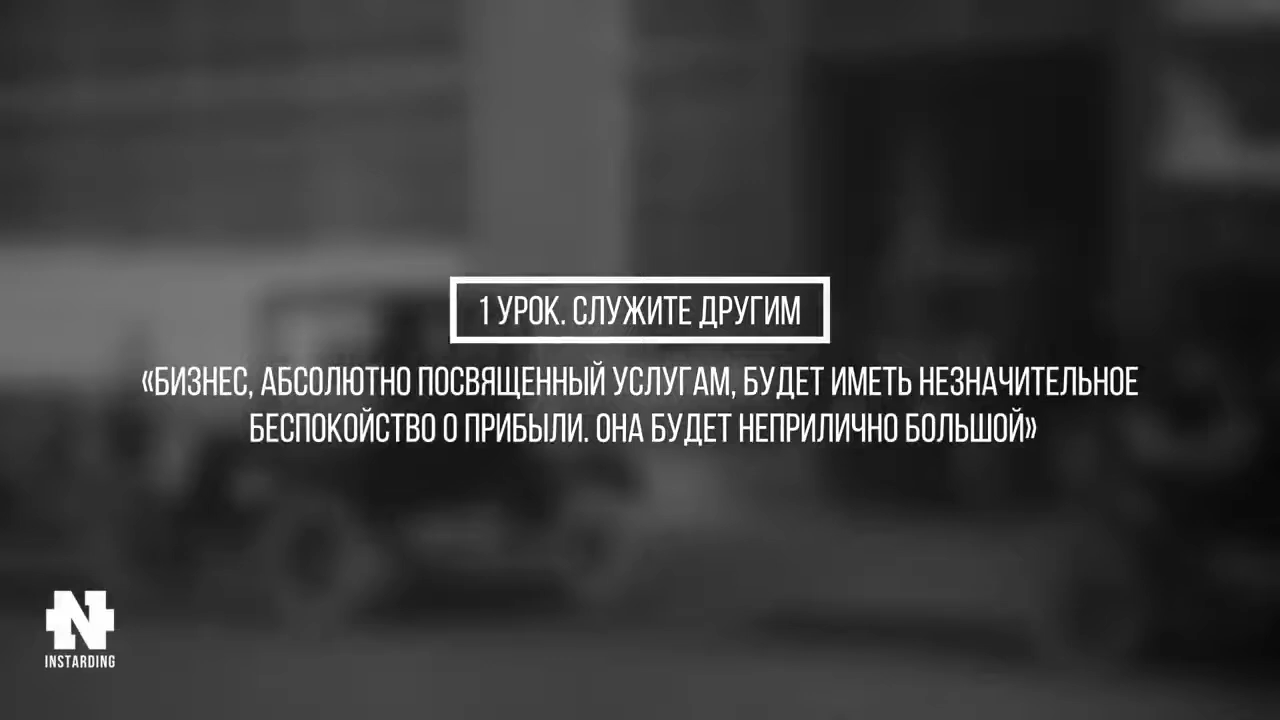 1 УРОК. СЛУЖИТЕ ДРУГИМ
«БИЗНЕС, АБСОЛЮТНО ПОСВЯЩЕННЫЙ УСЛУГАМ, БУДЕТ ИМЕТЬ НЕЗНАЧИТЕЛЬНОЕ
БЕСПОКОЙСТВО О ПРИБЫЛИ. ОНА БУДЕТ НЕПРИЛИЧНО БОЛЬШОЙ»
N
INSTARDING